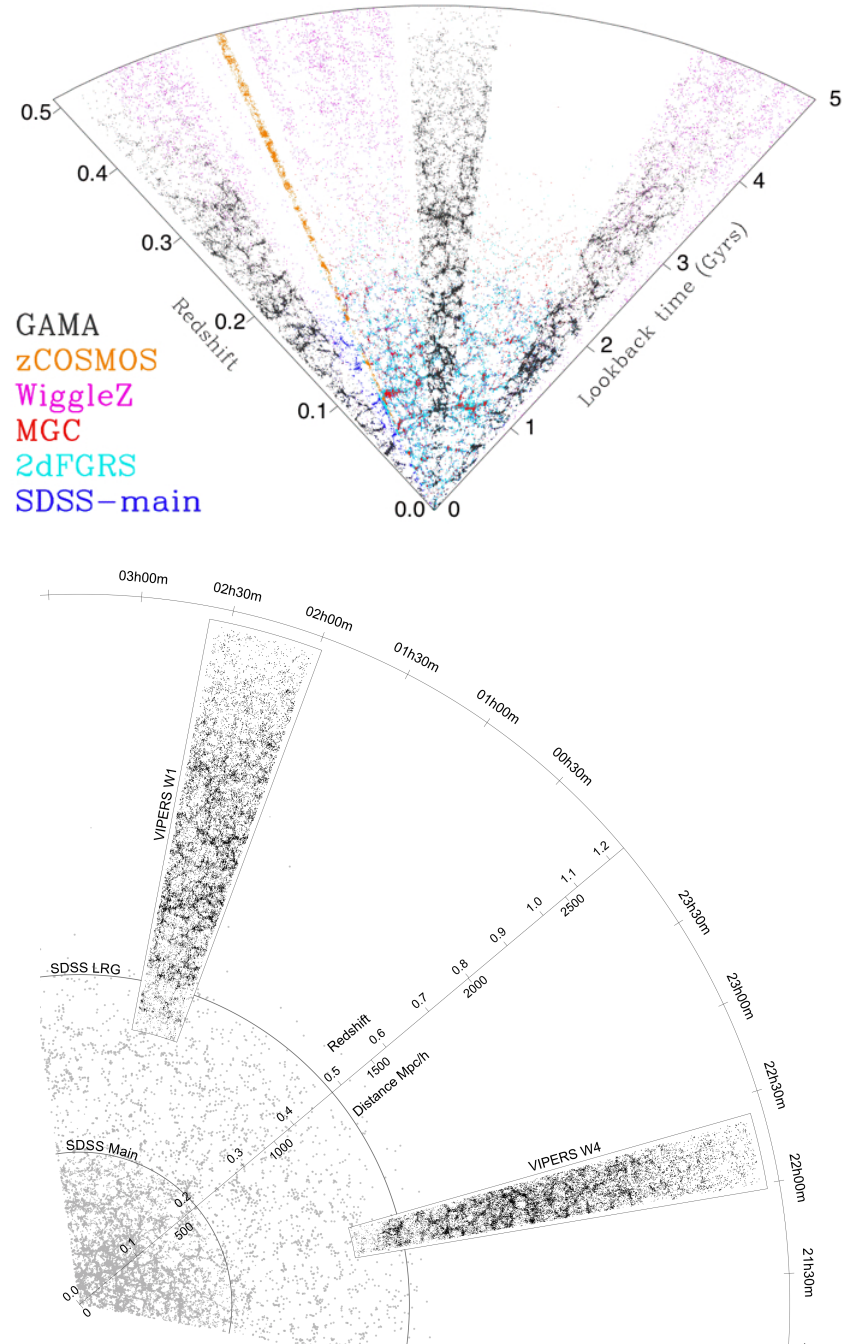 0.5
5
0.4
4
0.3
3
Redshift
Lookback time (Gyrs)
0.2
2
0.1
1
0.0
0
GAMA
zCOSMOS
WiggleZ
MGC
2dFGRS
SDSS-main
03h00m
02h30m
02h00m
01h30m
01h00m
00h30m
23h30m
23h00m
22h30m
22h00m
21h30m
VIPERS W1
1.2
1.1
1.0
2500
0.9
0.8
2000
0.7
SDSS LRG
Redshift
0.6
0.5
1500
Distance Mpc/h
0.4
1000
0.3
SDSS Main
VIPERS W4
0.2
500
0.1
0.0
0